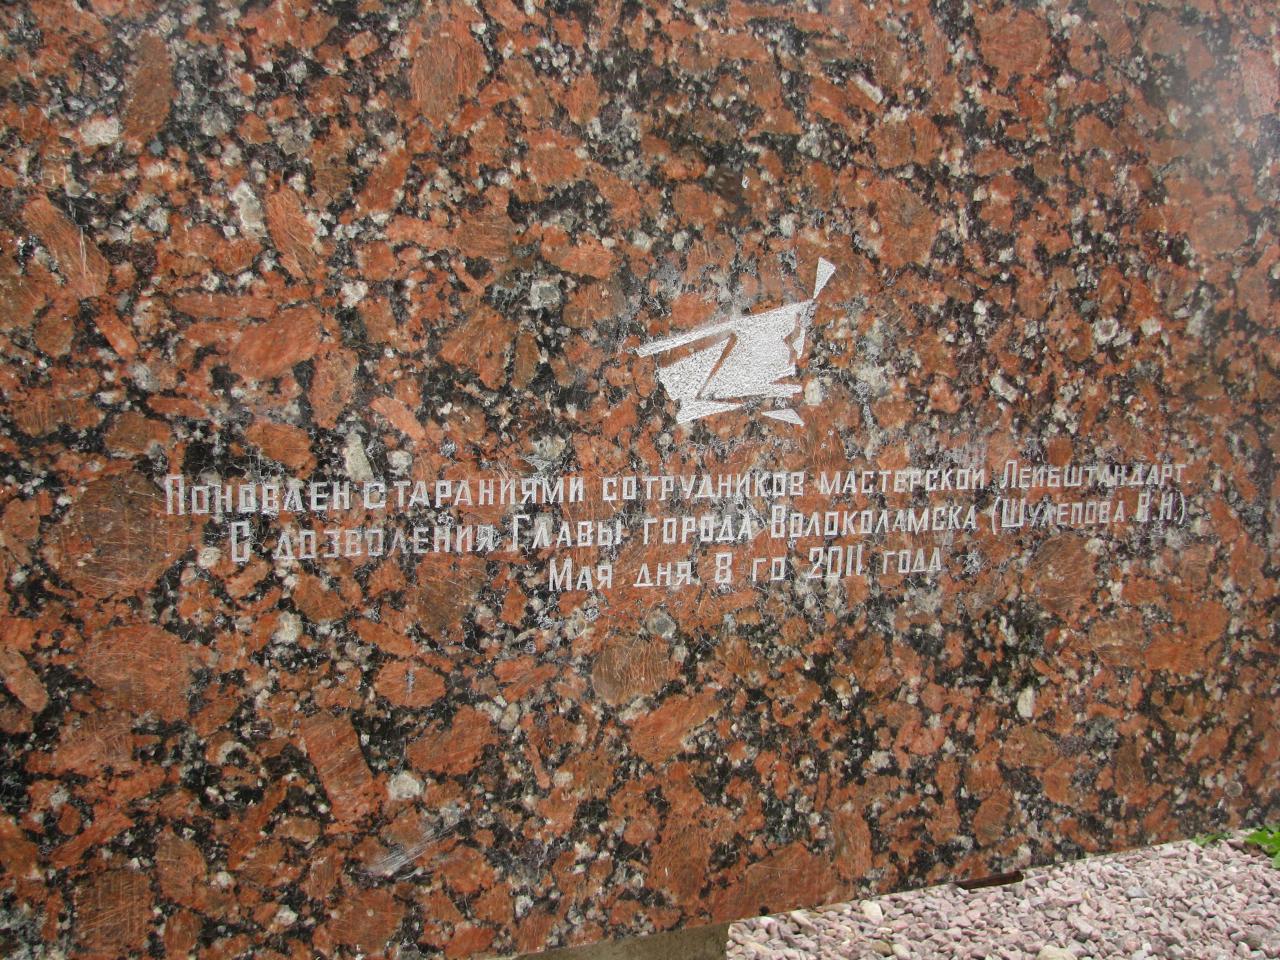 Поновлен стараниями сотрудников мастерской Лейбштандарт
С дозволения Главы города Волоколамска (Шулепова В.И)
Мая дня 8 го 2011 года